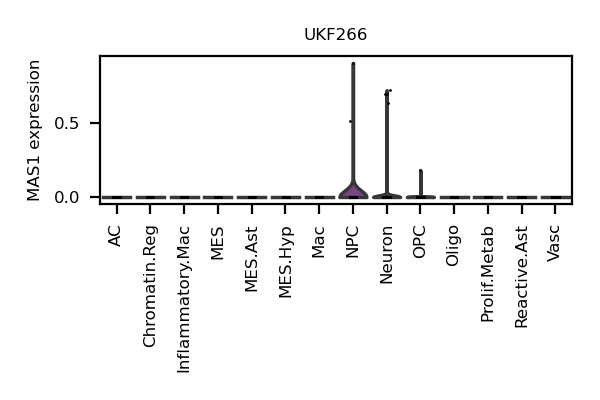 UKF266
MAS1 expression
0.5
0.0
AC
Chromatin.Reg
Inflammatory.Mac
MES
MES.Ast
MES.Hyp
Mac
NPC
Neuron
OPC
Oligo
Prolif.Metab
Reactive.Ast
Vasc